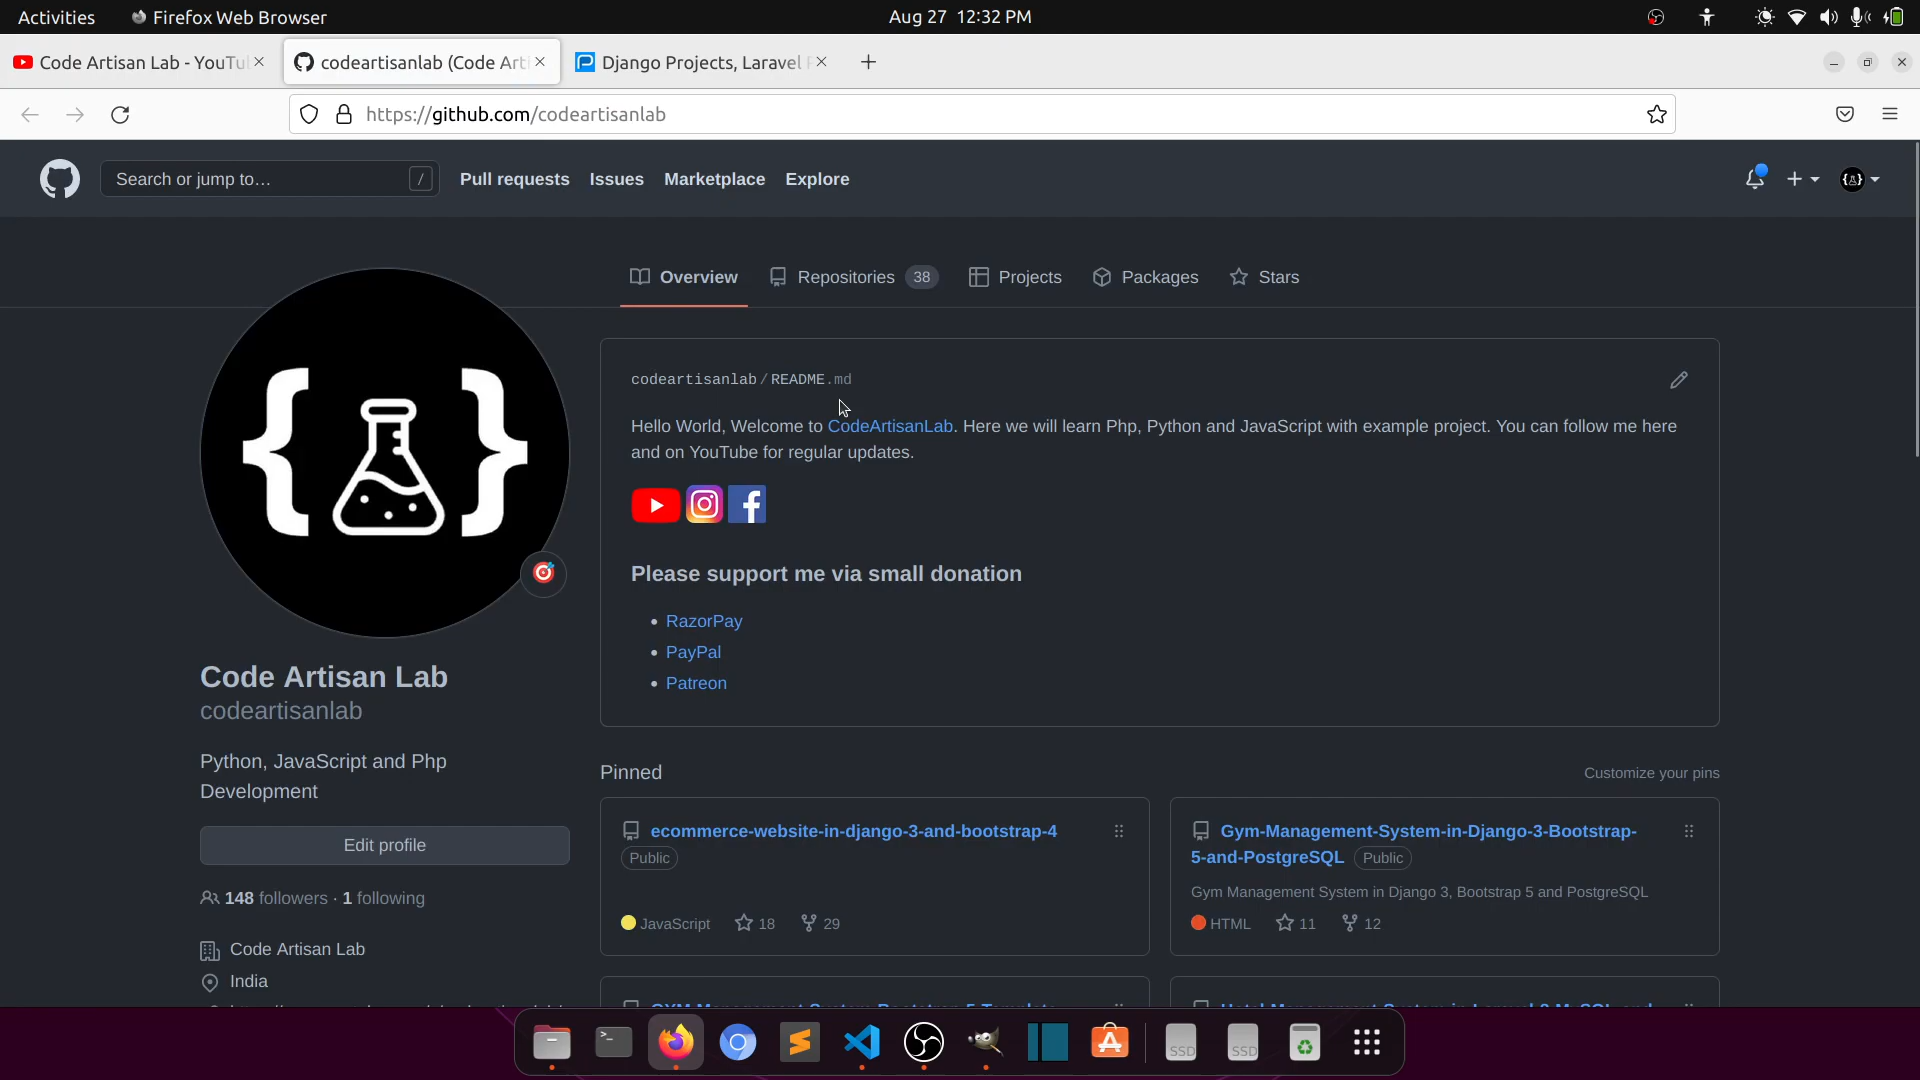 Activities
Firefox Web Browser
Aug 27 12:32 PM
Code Artisan Lab - YouTu
codeartisanlab (Code Art
Django Projects, Laravel
https://github.com/codeartisanlab
Search or jump to…
/
Pull requests
Issues
Marketplace
Explore
Overview
Repositories 38
Projects
Packages
Stars
codeartisanlab/README.md
Hello World, Welcome to CodeArtisanLab. Here we will learn Php, Python and JavaScript with example project. You can follow me here
and on YouTube for regular updates.
Please support me via small donation
RazorPay
PayPal
Patreon
Code Artisan Lab
codeartisanlab
Python, JavaScript and Php
Development
Edit profile
148 followers · 1 following
Code Artisan Lab
India
Pinned
Customize your pins
ecommerce-website-in-django-3-and-bootstrap-4
Public
JavaScript 18 29
Gym-Management-System-in-Django-3-Bootstrap-
5-and-PostgreSQL Public
Gym Management System in Django 3, Bootstrap 5 and PostgreSQL
HTML 11 12
SSD
SSD